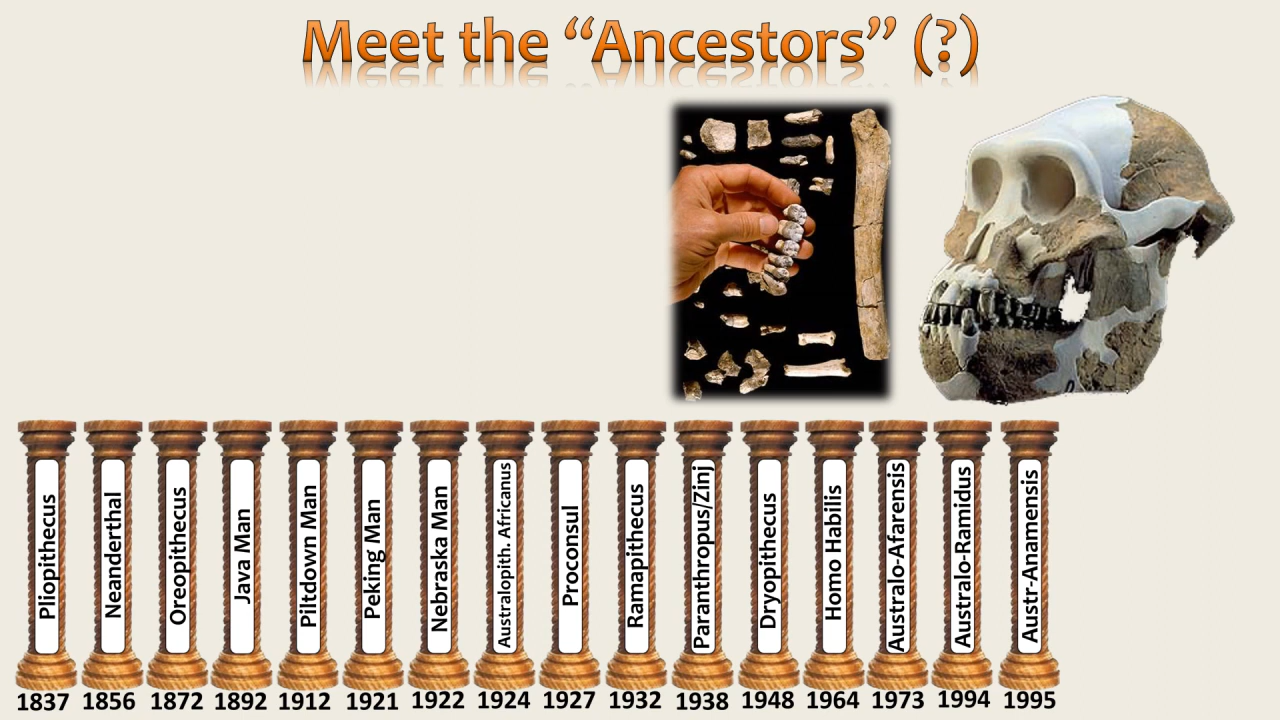 Meet the “Ancestors” (?)
Pliopithecus
Neanderthal
Oreopithecus
Java Man
Piltdown Man
Peking Man
Nebraska Man
Australopith. Africanus
Proconsul
Ramapithecus
Paranthropus/Zinj
Dryopithecus
Homo Habilis
Australo-Afarensis
Australo-Ramidus
Austr-Anamensis
1837 1856 1872 1892 1912 1921 1922 1924 1927 1932 1938 1948 1964 1973 1994 1995